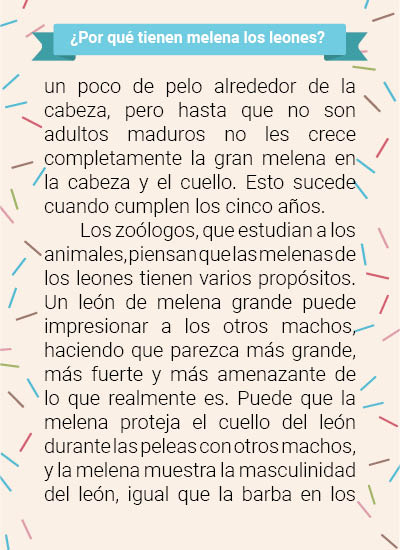 ¿Por qué tienen melena los leones?
un poco de pelo alrededor de la
cabeza, pero hasta que no son
adultos maduros no les crece
completamente la gran melena en
la cabeza y el cuello. Esto sucede
cuando cumplen los cinco años.
Los zoólogos, que estudian a los
animales, piensan que las melenas de
los leones tienen varios propósitos.
Un león de melena grande puede
impresionar a los otros machos,
haciendo que parezca más grande,
más fuerte y más amenazante de
lo que realmente es. Puede que la
melena proteja el cuello del león
durante las peleas con otros machos,
y la melena muestra la masculinidad
del león, igual que la barba en los